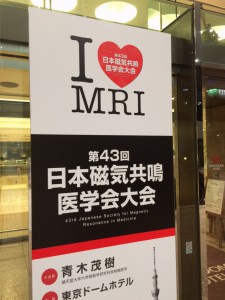 I
第43回
日本磁気共鳴
医学会大会
MRI
第43回
日本磁気共鳴
医学会大会
43rd Japanese Society for Magnetic
Resonance in Medicine
青木茂樹
東京ドームホテル